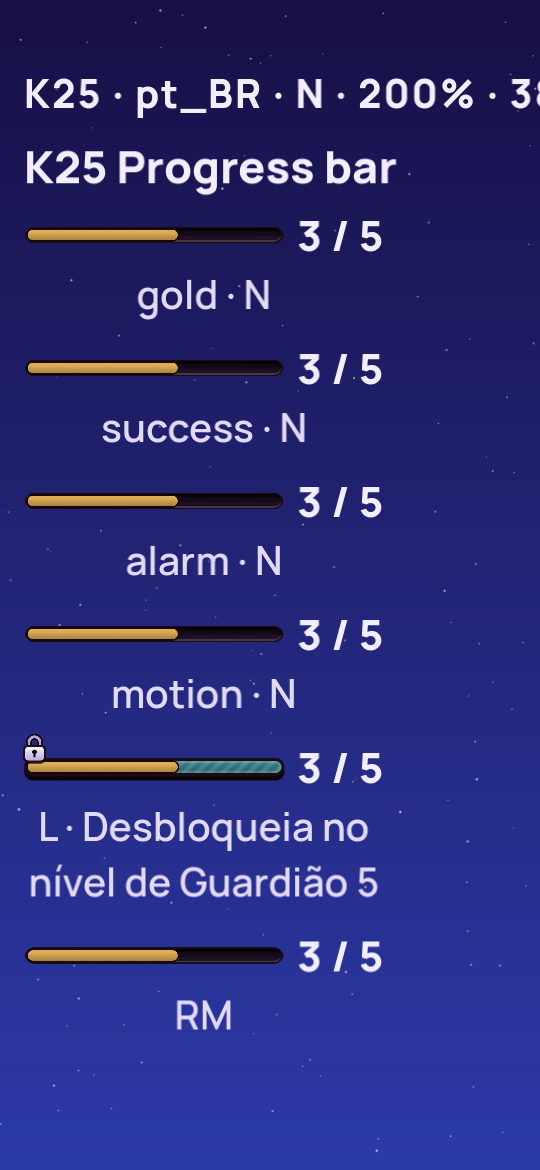 K25 · pt_BR · N · 200% · 38
K25 Progress bar
3 / 5
gold · N
3 / 5
success · N
3 / 5
alarm · N
3 / 5
motion · N
3 / 5
L · Desbloqueia no
nível de Guardião 5
3 / 5
RM